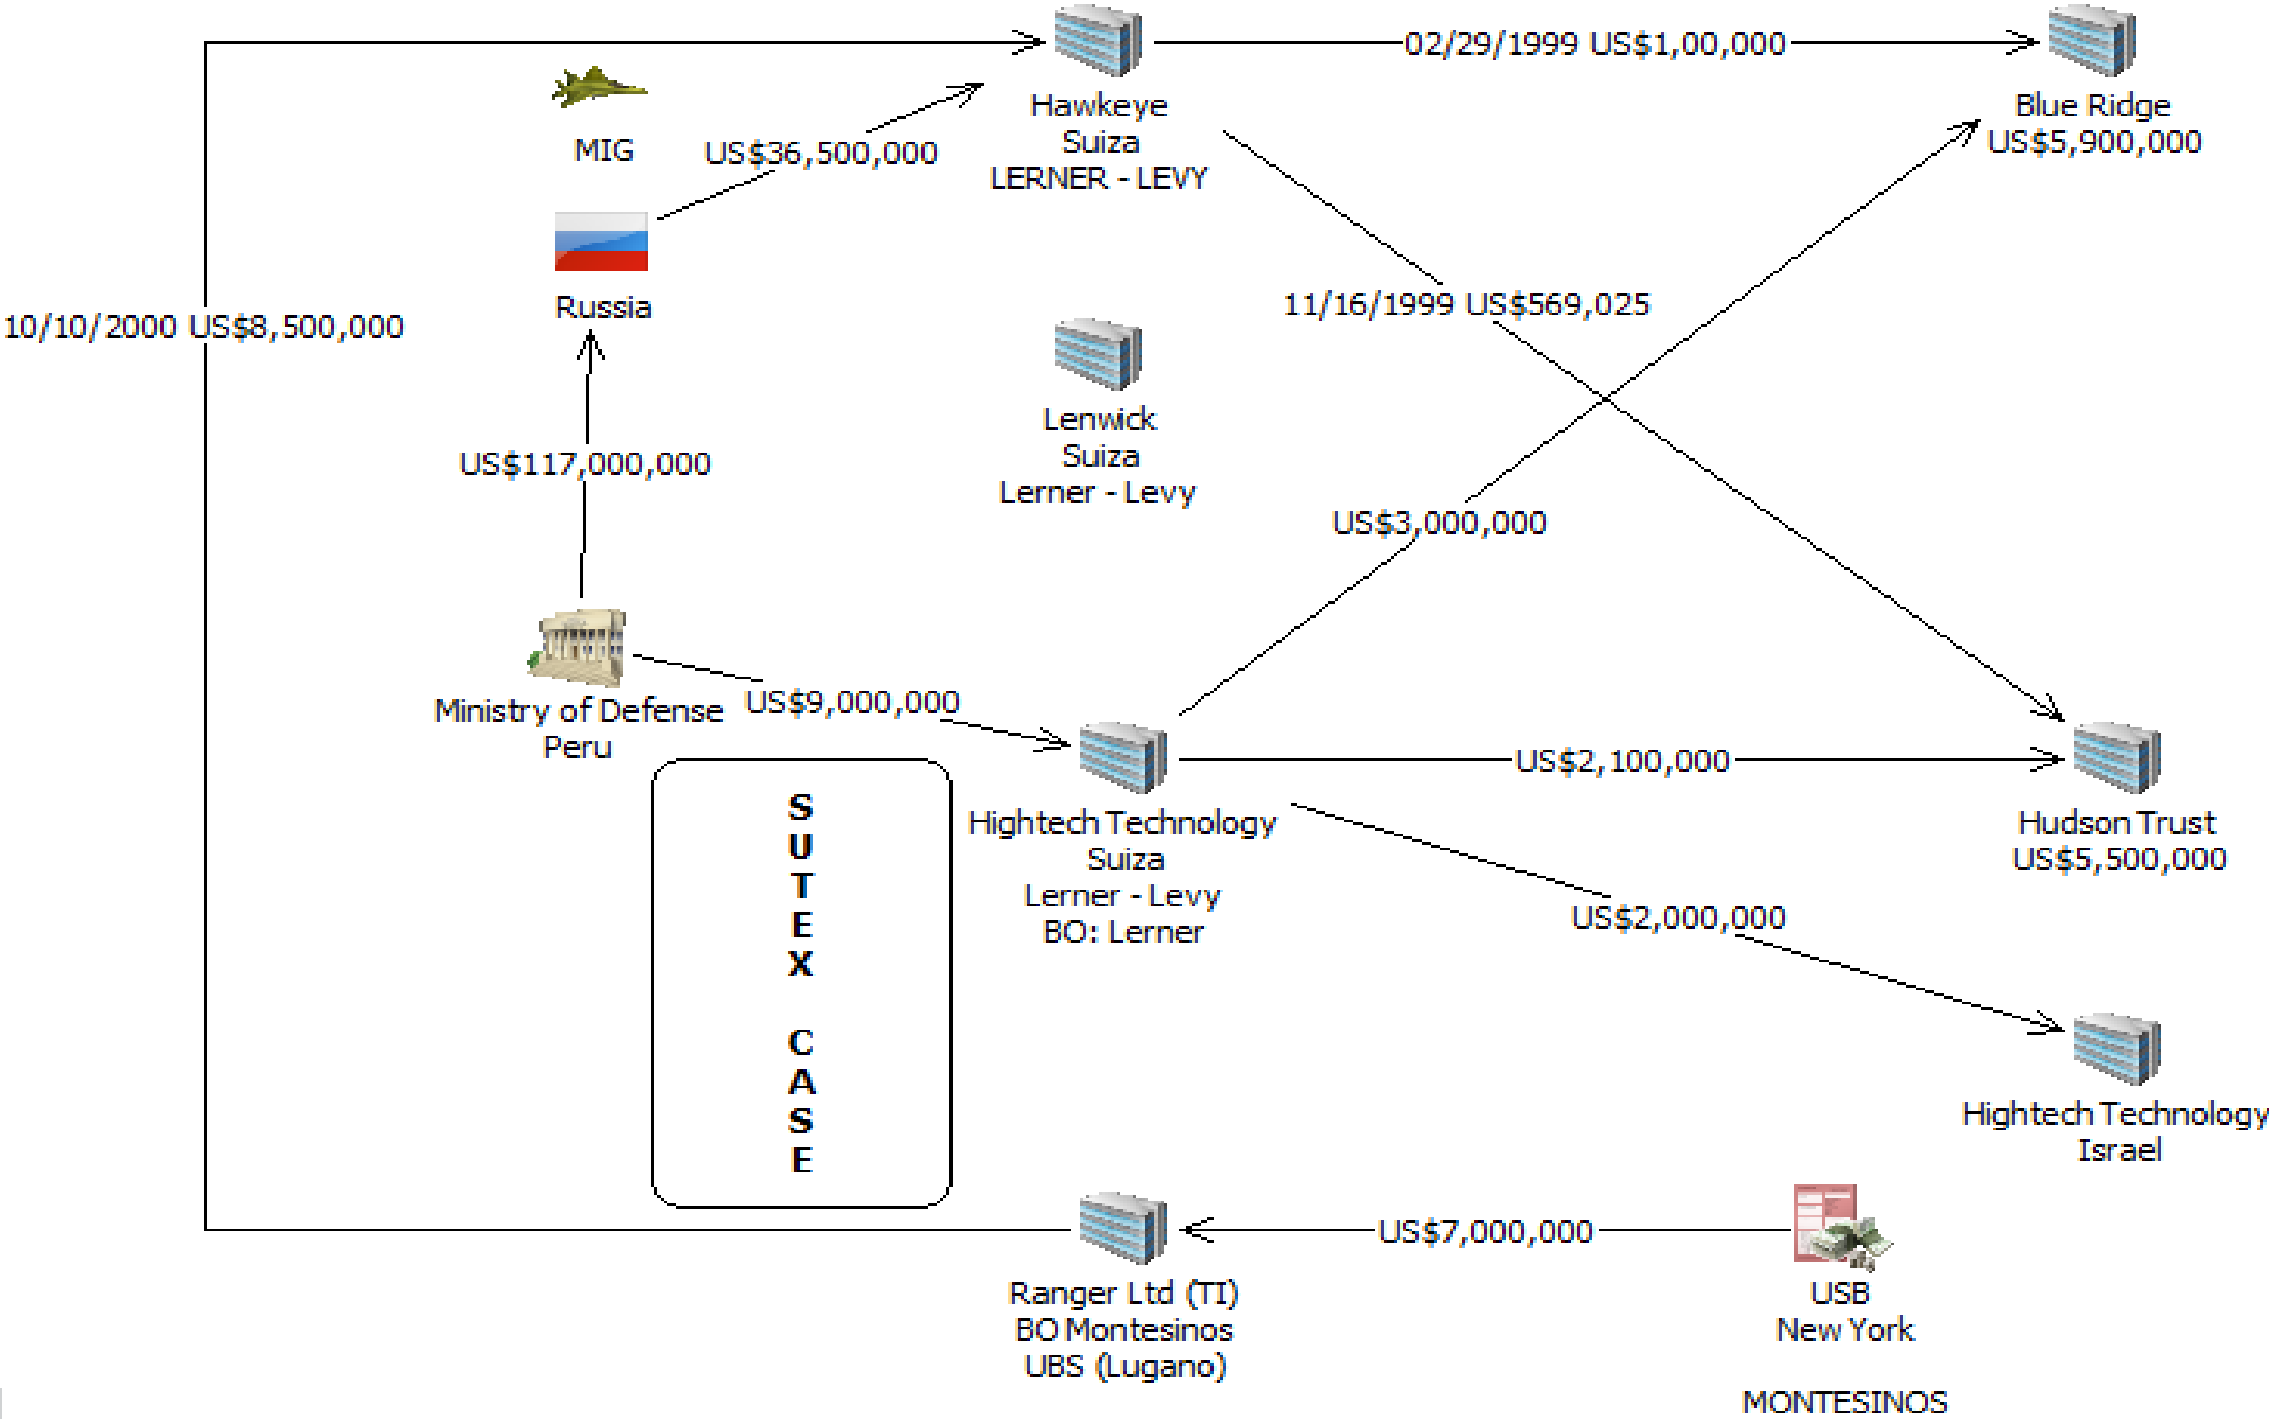 02/29/1999 US$1,00,000
Hawkeye
Suiza
LERNER - LEVY
Blue Ridge
US$5,900,000
MIG
US$36,500,000
Russia
10/10/2000 US$8,500,000
11/16/1999 US$569,025
Lenwick
Suiza
Lerner - Levy
US$117,000,000
US$3,000,000
Ministry of Defense
Peru
US$9,000,000
US$2,100,000
Hightech Technology
Suiza
Lerner - Levy
BO: Lerner
Hudson Trust
US$5,500,000
US$2,000,000
S
U
T
E
X
C
A
S
E
Hightech Technology
Israel
US$7,000,000
Ranger Ltd (TI)
BO Montesinos
UBS (Lugano)
USB
New York
MONTESINOS